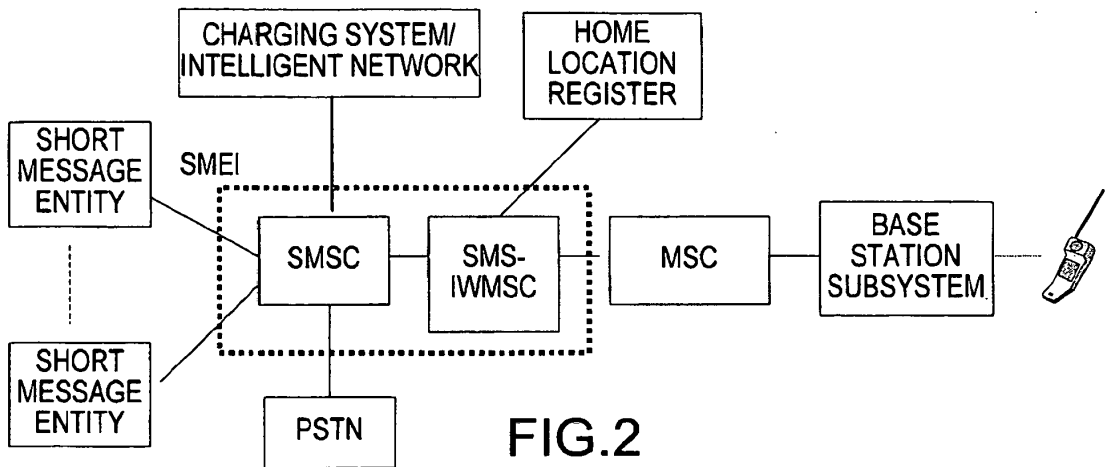 CHARGING SYSTEM/
INTELLIGENT NETWORK
HOME
LOCATION
REGISTER
SHORT
MESSAGE
ENTITY
SMEI
SMSC
SMS-
IWMSC
MSC
BASE
STATION
SUBSYSTEM
SHORT
MESSAGE
ENTITY
PSTN
FIG.2